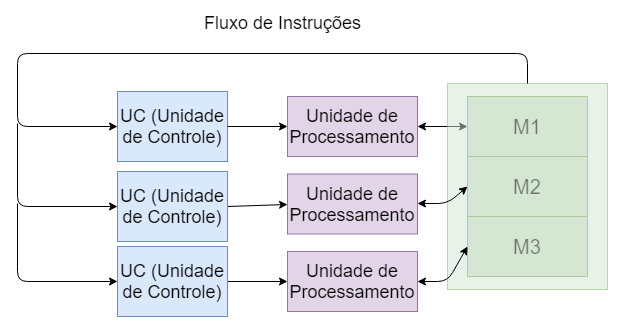 Fluxo de Instruções
UC (Unidade
de Controle)
Unidade de
Processamento
M1
UC (Unidade
de Controle)
Unidade de
Processamento
M2
UC (Unidade
de Controle)
Unidade de
Processamento
M3